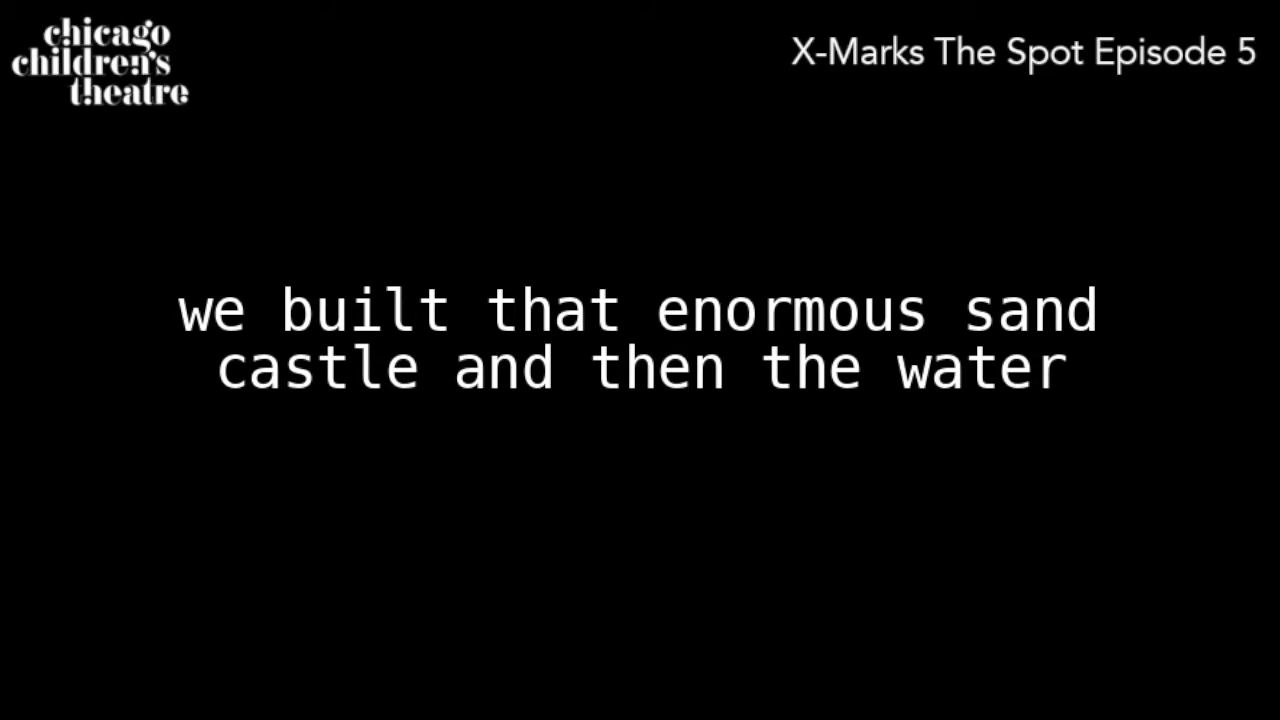 chicago
children's
theatre
X-Marks The Spot Episode 5
we built that enormous sand
castle and then the water